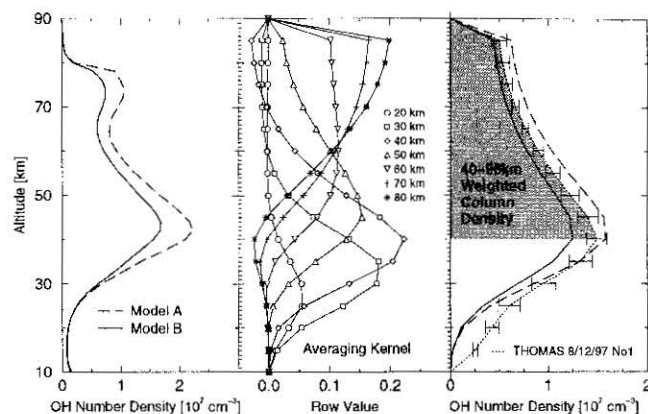 90
70
50
30
10
Altitude [km]
Model A
Model B
0 1 2
OH Number Density [10⁷ cm⁻³]
20 km
30 km
40 km
50 km
60 km
70 km
80 km
Averaging Kernel
0.0 0.1 0.2
Row Value
40–90km
Weighted
Column
Density
THOMAS 8/12/97 No1
0 1 2
OH Number Density [10⁷ cm⁻³]